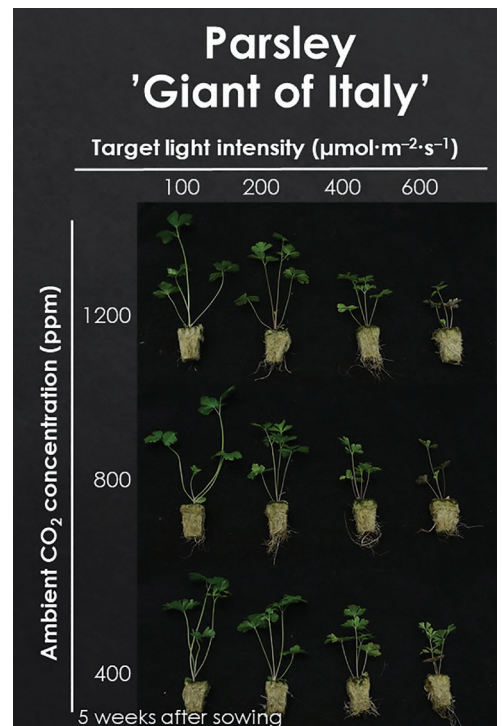 Parsley
'Giant of Italy'
Target light intensity (µmol·m⁻²·s⁻¹)
100 200 400 600
Ambient CO₂ concentration (ppm)
1200
800
400
5 weeks after sowing